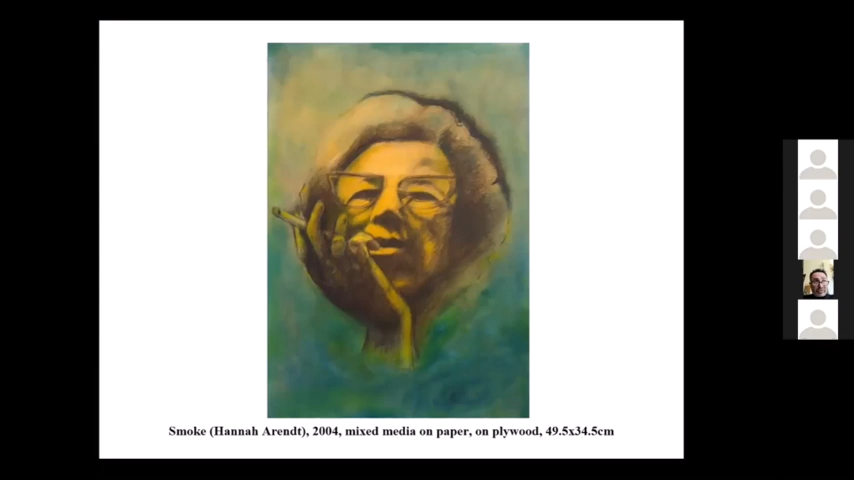 Smoke (Hannah Arendt), 2004, mixed media on paper, on plywood, 49.5x34.5cm